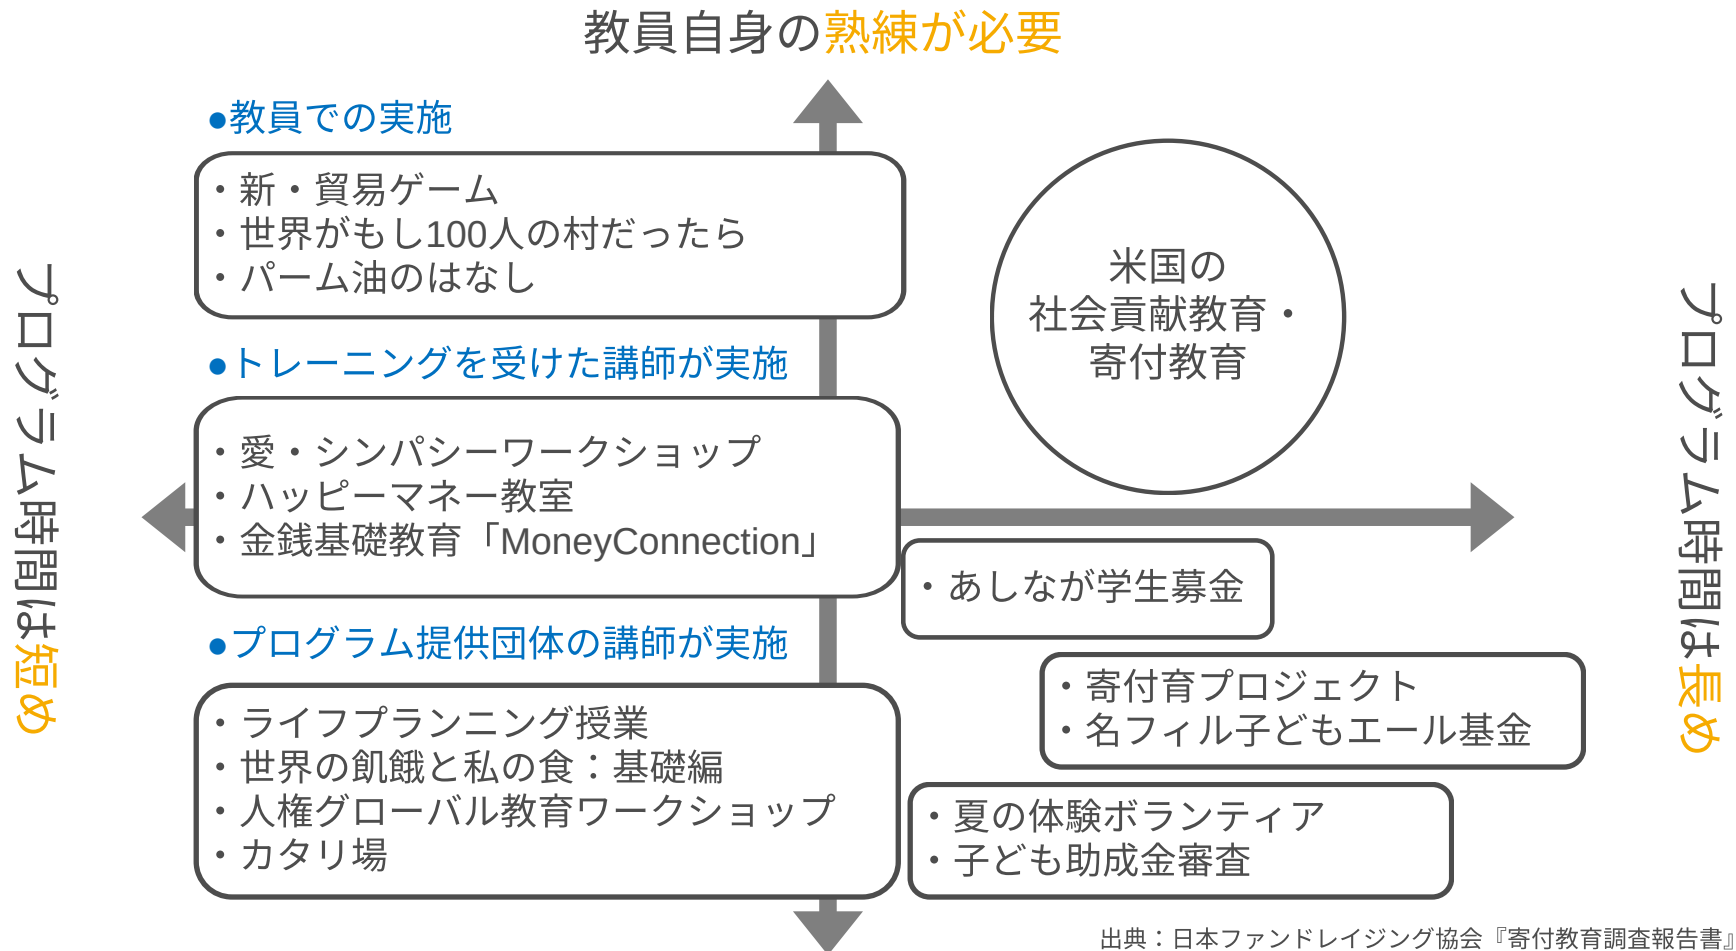 教員自身の熟練が必要
●教員での実施
・新・貿易ゲーム
・世界がもし100人の村だったら
・パーム油のはなし
●トレーニングを受けた講師が実施
・愛・シンパシーワークショップ
・ハッピーマネー教室
・金銭基礎教育「MoneyConnection」
●プログラム提供団体の講師が実施
・ライフプランニング授業
・世界の飢餓と私の食：基礎編
・人権グローバル教育ワークショップ
・カタリ場
プログラム時間は短め
米国の
社会貢献教育・
寄付教育
・あしなが学生募金
・寄付育プロジェクト
・名フィル子どもエール基金
・夏の体験ボランティア
・子ども助成金審査
プログラム時間は長め
出典：日本ファンドレイジング協会『寄付教育調査報告書』